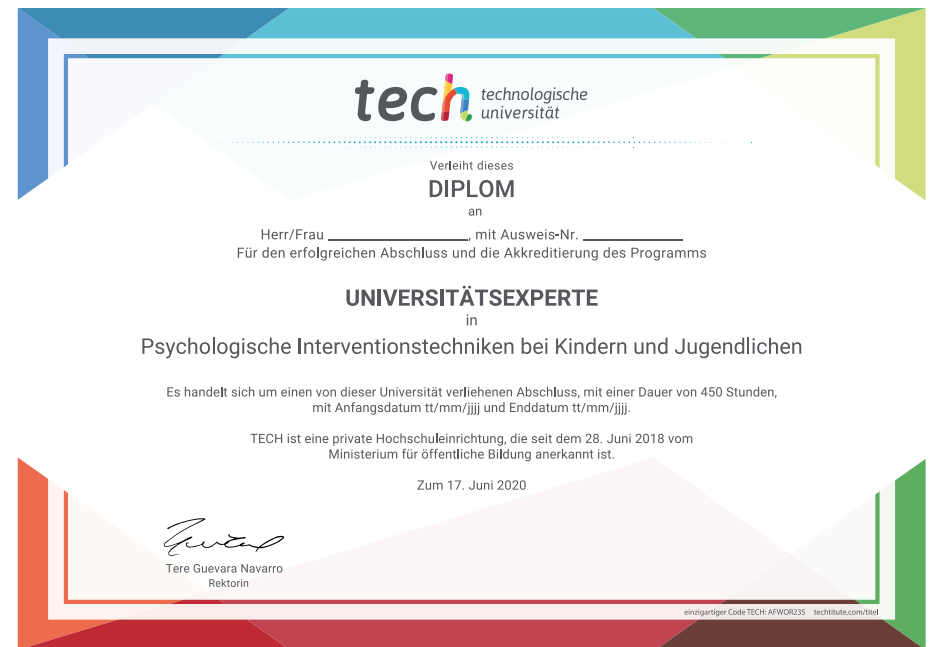 tech technologische
universität
Verleiht dieses
DIPLOM
an
Herr/Frau ____________________, mit Ausweis-Nr. ______________
Für den erfolgreichen Abschluss und die Akkreditierung des Programms
UNIVERSITÄTSEXPERTE
in
Psychologische Interventionstechniken bei Kindern und Jugendlichen
Es handelt sich um einen von dieser Universität verliehenen Abschluss, mit einer Dauer von 450 Stunden,
mit Anfangsdatum tt/mm/jjjj und Enddatum tt/mm/jjjj.
TECH ist eine private Hochschuleinrichtung, die seit dem 28. Juni 2018 vom
Ministerium für öffentliche Bildung anerkannt ist.
Zum 17. Juni 2020
Tere Guevara Navarro
Rektorin
einzigartiger Code TECH: AFWOR23S techtitute.com/titel